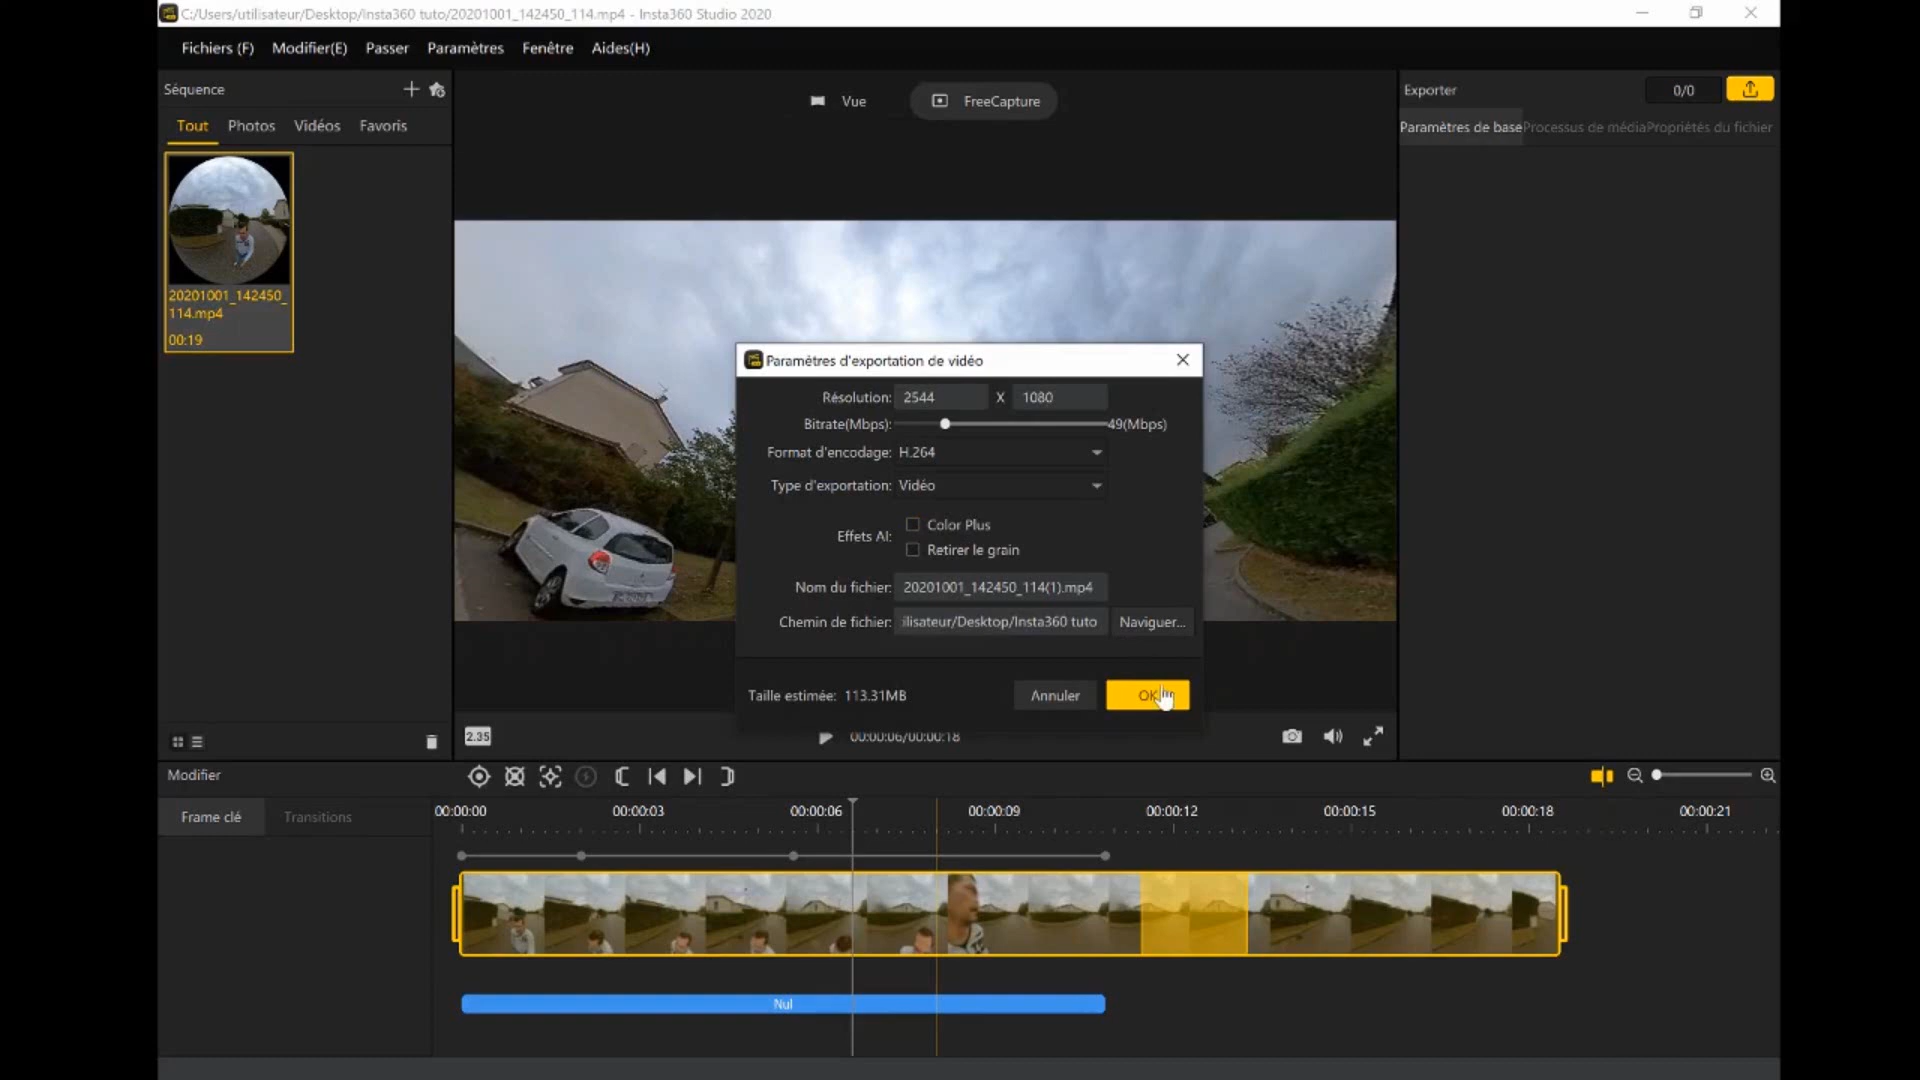 C:/Users/utilisateur/Desktop/Insta360 tuto/20201001_142450_114.mp4 - Insta360 Studio 2020
Fichiers (F) Modifier(E) Passer Paramètres Fenêtre Aides(H)
Séquence
Tout Photos Vidéos Favoris
20201001_142450_
114.mp4
00:19
Vue FreeCapture
Exporter 0/0
Paramètres de base Processus de média Propriétés du fichier
Paramètres d'exportation de vidéo
Résolution: 2544 X 1080
Bitrate(Mbps): 49(Mbps)
Format d'encodage: H.264
Type d'exportation: Vidéo
Effets AI: Color Plus
Retirer le grain
Nom du fichier: 20201001_142450_114(1).mp4
Chemin de fichier: ilisateur/Desktop/Insta360 tuto Naviguer...
Taille estimée: 113.31MB Annuler OK
2.35 00:00:06/00:00:18
Modifier
Frame clé Transitions
00:00:00 00:00:03 00:00:06 00:00:09 00:00:12 00:00:15 00:00:18 00:00:21
Nul